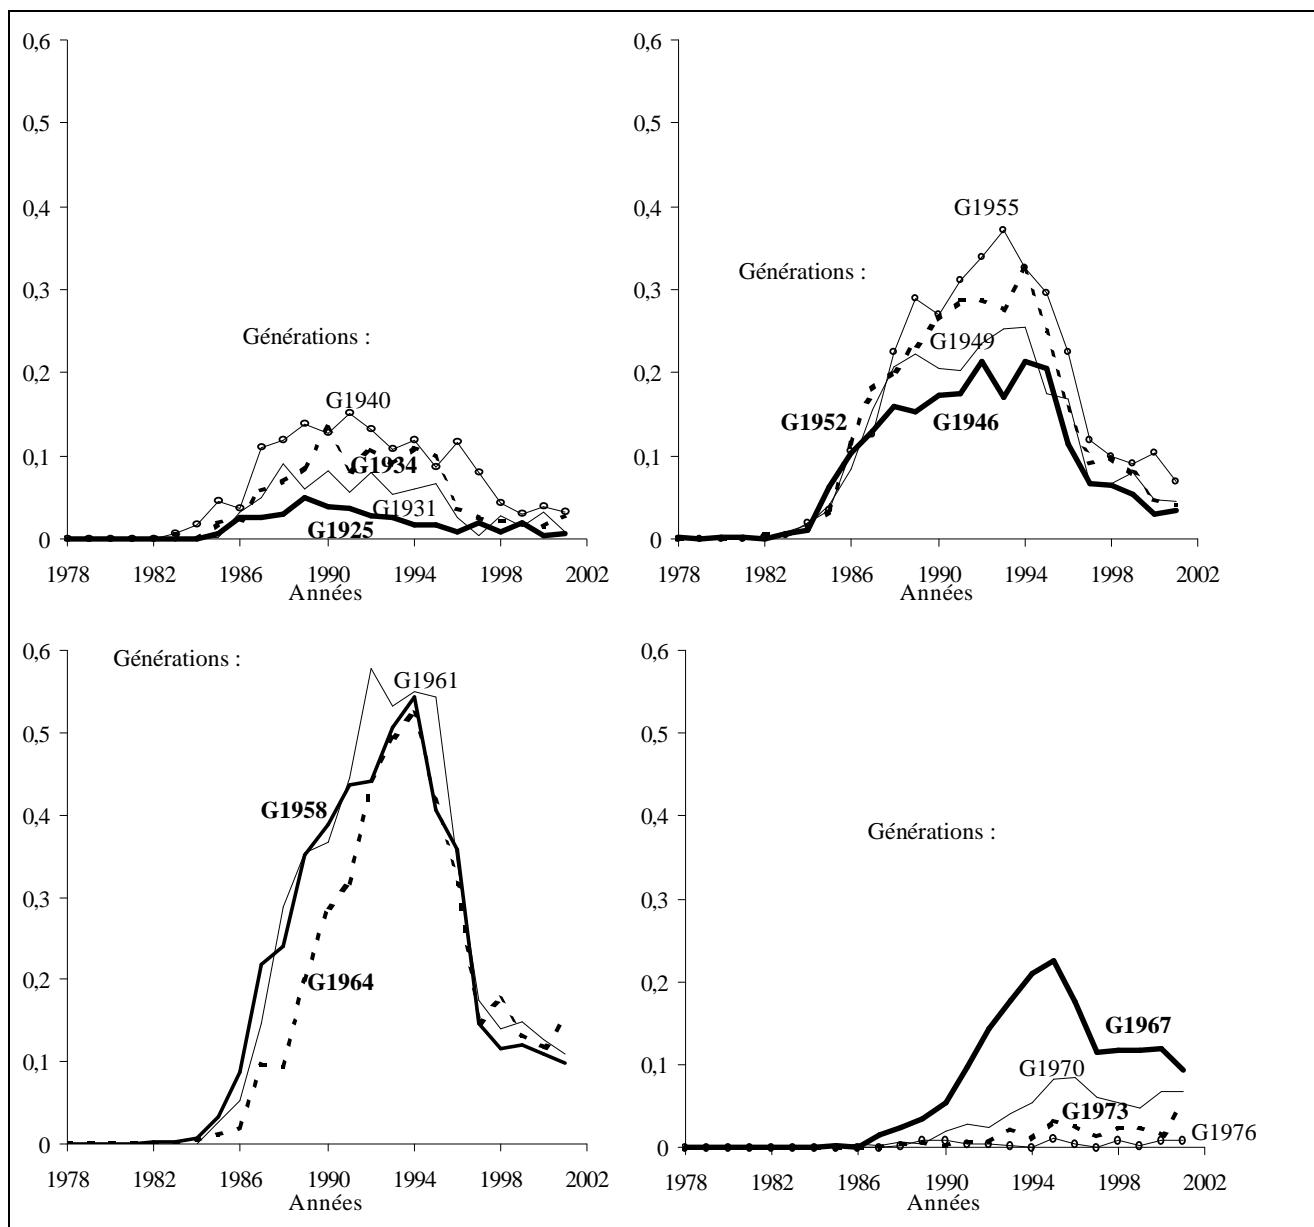 0,6
0,5
0,4
0,3
Générations :
0,2
G1940
G1934
0,1
G1931
G1925
0
1978 1982 1986 1990 1994 1998 2002
Années
0,6
0,5
0,4
G1955
Générations :
0,3
G1949
0,2
G1952
G1946
0,1
0
1978 1982 1986 1990 1994 1998 2002
Années
0,6
Générations :
G1961
0,5
0,4
G1958
0,3
0,2
G1964
0,1
0
1978 1982 1986 1990 1994 1998 2002
Années
0,6
0,5
0,4
Générations :
0,3
0,2
G1967
0,1
G1970
G1973
G1976
0
1978 1982 1986 1990 1994 1998 2002
Années